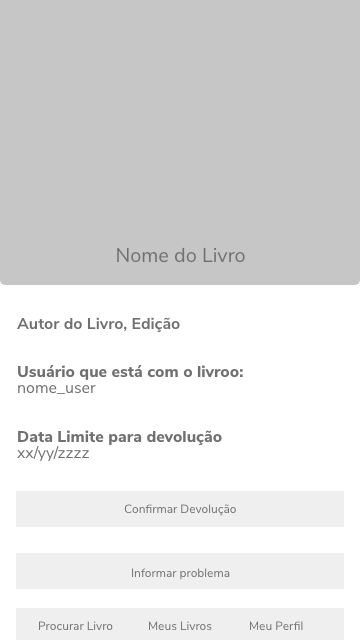 Nome do Livro
Autor do Livro, Edição
Usuário que está com o livroo:
nome_user
Data Limite para devolução
xx/yy/zzzz
Confirmar Devolução
Informar problema
Procurar Livro Meus Livros Meu Perfil